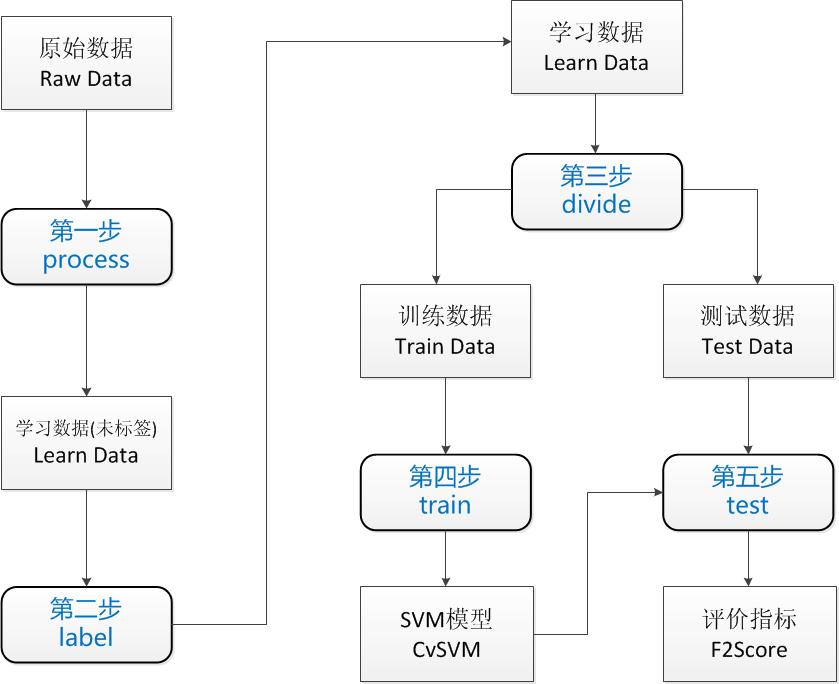 原始数据
Raw Data
第一步
process
学习数据(未标签)
Learn Data
第二步
label
学习数据
Learn Data
第三步
divide
训练数据
Train Data
测试数据
Test Data
第四步
train
第五步
test
SVM模型
CvSVM
评价指标
F2Score